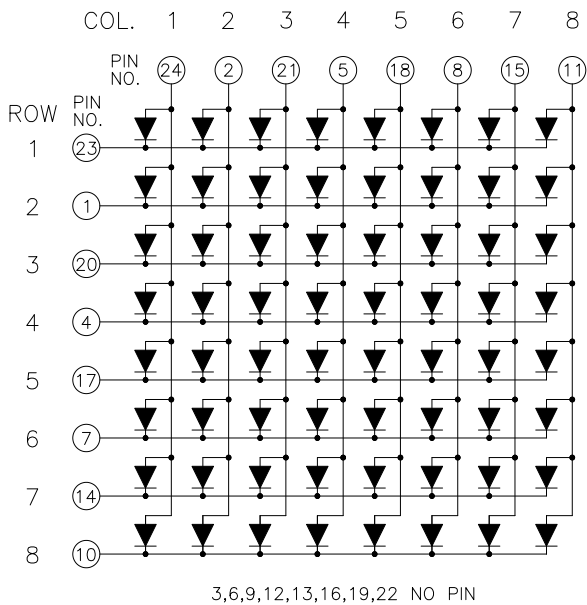 COL. 1 2 3 4 5 6 7 8
PIN
NO. 24 2 21 5 18 8 15 11
ROW PIN
NO.
1 23
2 1
3 20
4 4
5 17
6 7
7 14
8 10
3,6,9,12,13,16,19,22 NO PIN